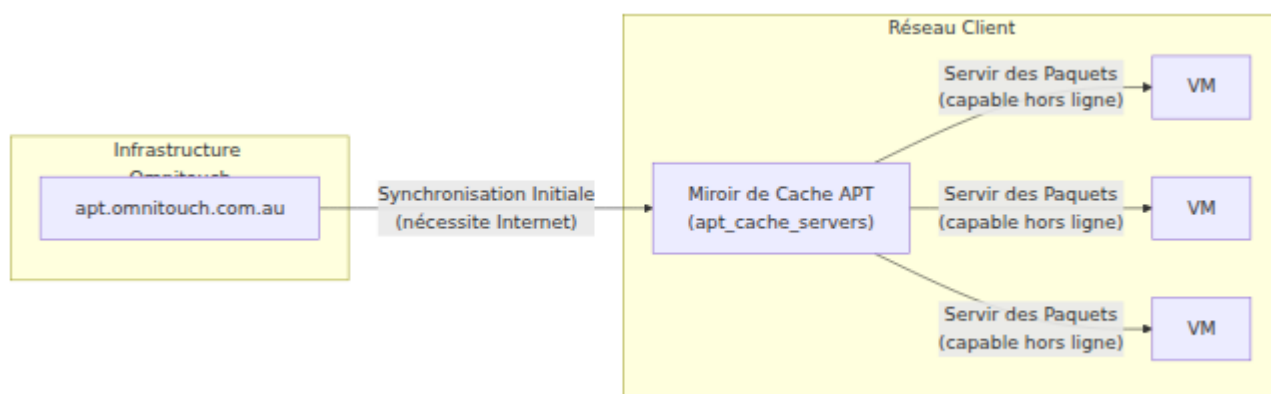 Réseau Client
Servir des Paquets
(capable hors ligne)
VM
Infrastructure
Omnitouch
apt.omnitouch.com.au
Synchronisation Initiale
(nécessite Internet)
Miroir de Cache APT
(apt_cache_servers)
Servir des Paquets
(capable hors ligne)
VM
Servir des Paquets
(capable hors ligne)
VM